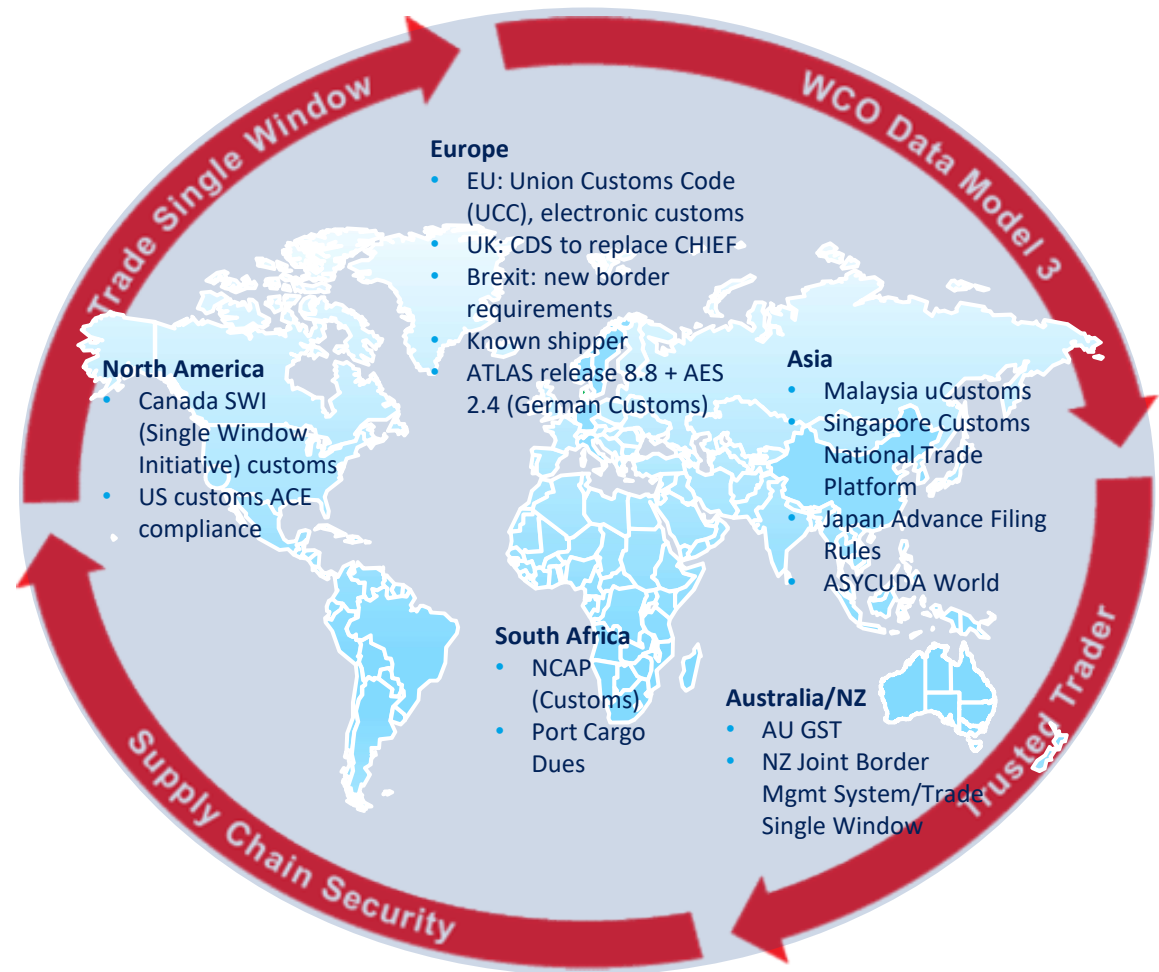 Trade Single Window
WCO Data Model 3
Europe
• EU: Union Customs Code
(UCC), electronic customs
• UK: CDS to replace CHIEF
• Brexit: new border
requirements
• Known shipper
• ATLAS release 8.8 + AES
2.4 (German Customs)
North America
• Canada SWI
(Single Window
Initiative) customs
• US customs ACE
compliance
Asia
• Malaysia uCustoms
• Singapore Customs
National Trade
Platform
• Japan Advance Filing
Rules
• ASYCUDA World
South Africa
• NCAP
(Customs)
• Port Cargo
Dues
Australia/NZ
• AU GST
• NZ Joint Border
Mgmt System/Trade
Single Window
Trusted Trader
Supply Chain Security